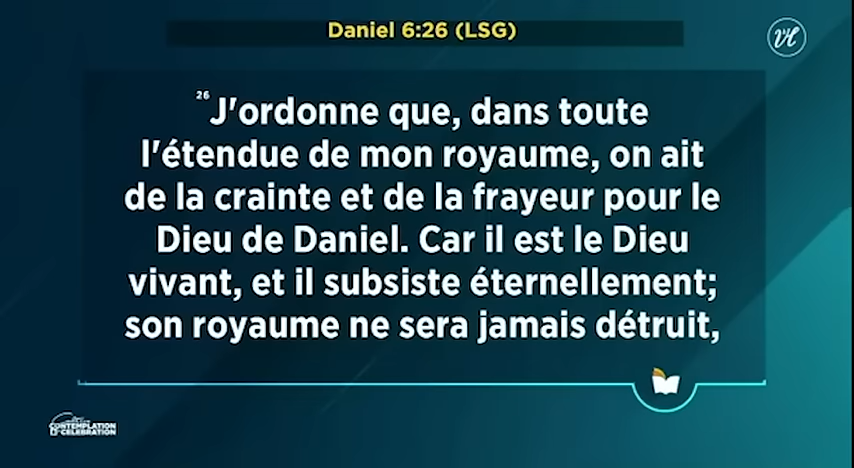 Daniel 6:26 (LSG)
26 J'ordonne que, dans toute
l'étendue de mon royaume, on ait
de la crainte et de la frayeur pour le
Dieu de Daniel. Car il est le Dieu
vivant, et il subsiste éternellement;
son royaume ne sera jamais détruit,
CONTEMPLATION
CELEBRATION